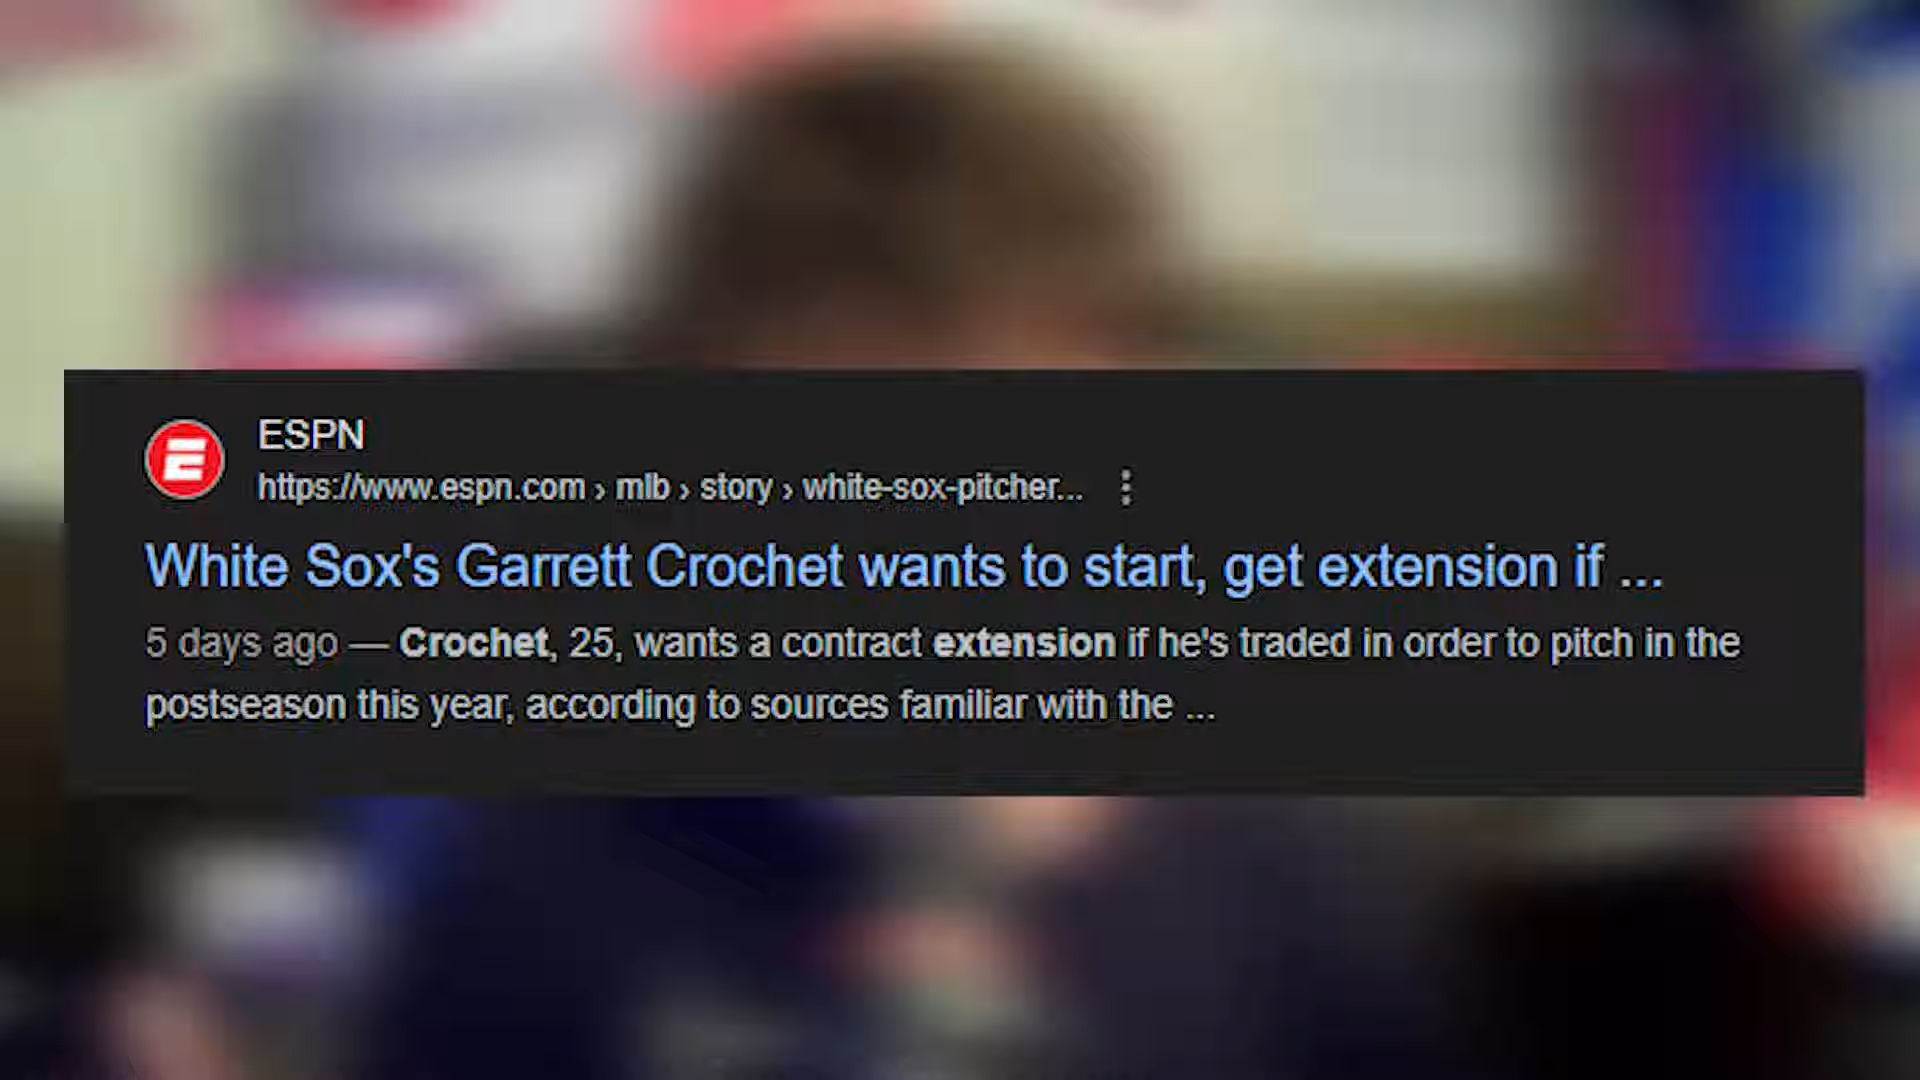 ESPN
https://www.espn.com › mlb › story › white-sox-pitcher...
White Sox's Garrett Crochet wants to start, get extension if ...
5 days ago — Crochet, 25, wants a contract extension if he's traded in order to pitch in the
postseason this year, according to sources familiar with the ...